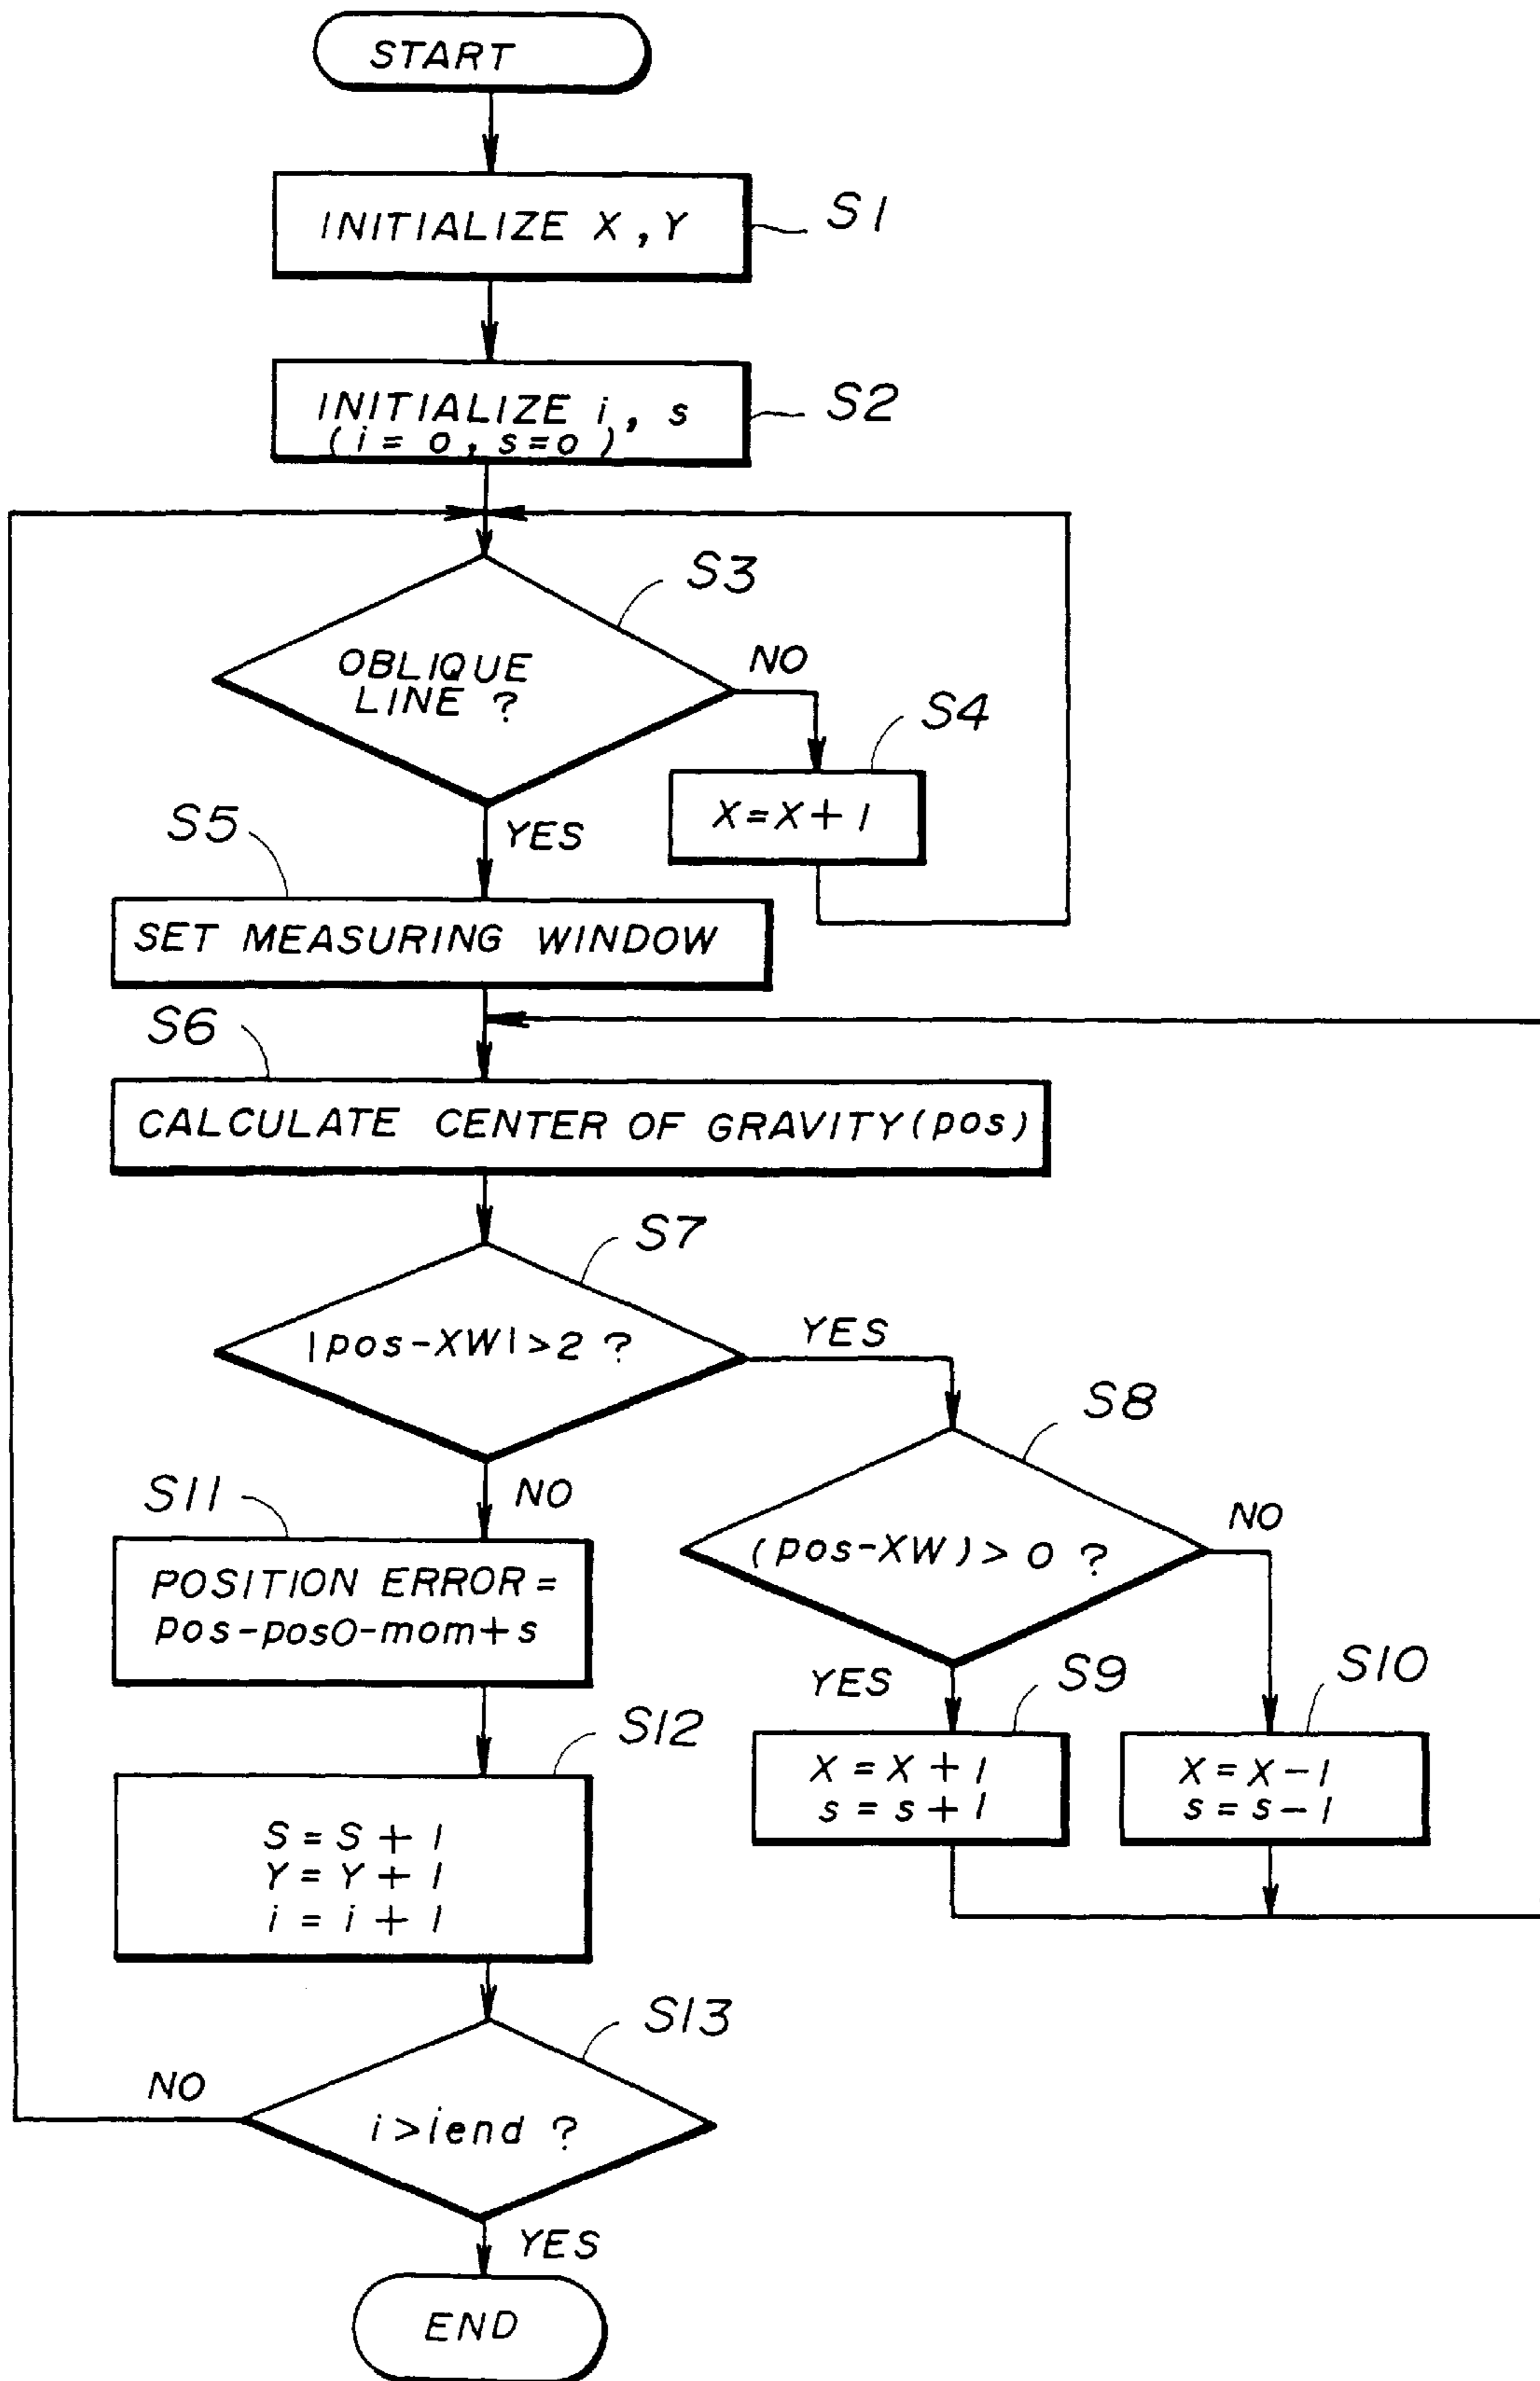 START
INITIALIZE X, Y
S1
INITIALIZE i, s
(i = 0, s=0)
S2
S3
OBLIQUE
LINE ?
NO
S4
X=X+1
YES
S5
SET MEASURING WINDOW
S6
CALCULATE CENTER OF GRAVITY(pos)
S7
|pos-XW|>2 ?
YES
S8
(pos-XW)>0 ?
NO
NO
S11
POSITION ERROR=
pos-pos0-mom+s
YES
S9
X=X+1
s=s+1
S10
X=X-1
s=s-1
S12
S=S+1
Y=Y+1
i=i+1
S13
i>iend ?
NO
YES
END